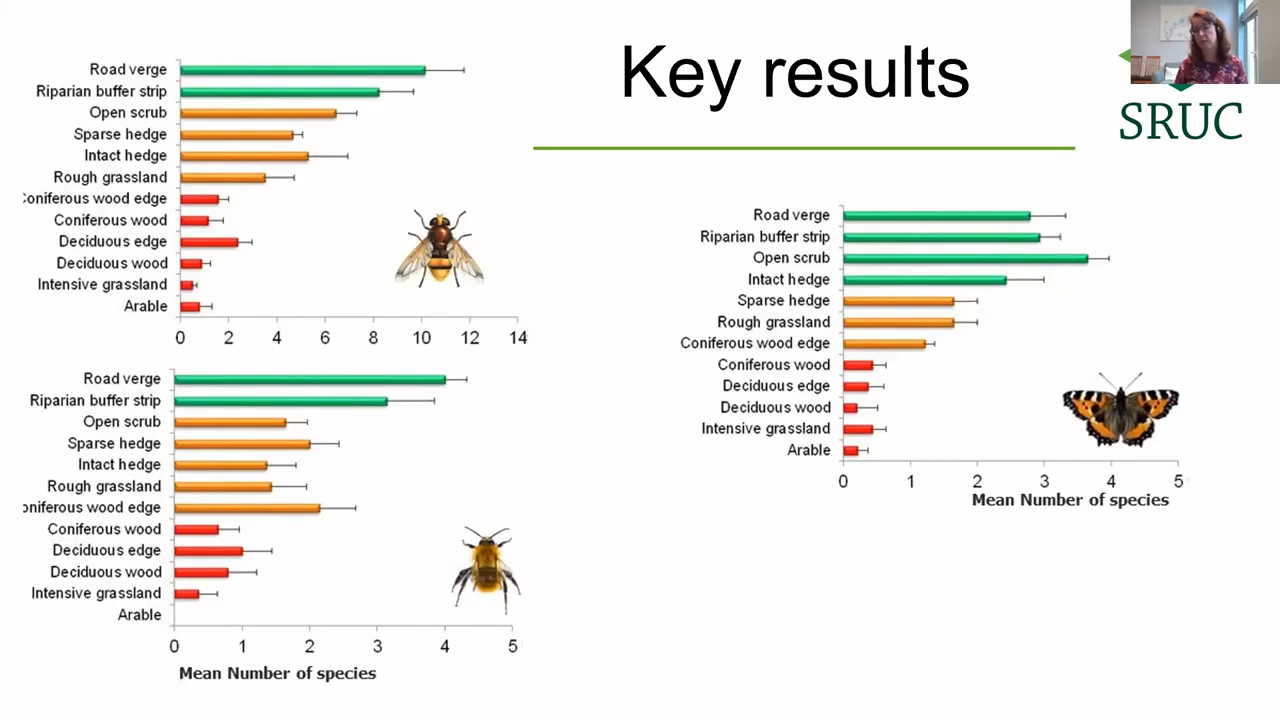 Key results
SRUC
Road verge
Riparian buffer strip
Open scrub
Sparse hedge
Intact hedge
Rough grassland
Coniferous wood edge
Coniferous wood
Deciduous edge
Deciduous wood
Intensive grassland
Arable
0 2 4 6 8 10 12 14
Road verge
Riparian buffer strip
Open scrub
Sparse hedge
Intact hedge
Rough grassland
oniferous wood edge
Coniferous wood
Deciduous edge
Deciduous wood
Intensive grassland
Arable
0 1 2 3 4 5
Mean Number of species
Road verge
Riparian buffer strip
Open scrub
Intact hedge
Sparse hedge
Rough grassland
Coniferous wood edge
Coniferous wood
Deciduous edge
Deciduous wood
Intensive grassland
Arable
0 1 2 3 4 5
Mean Number of species